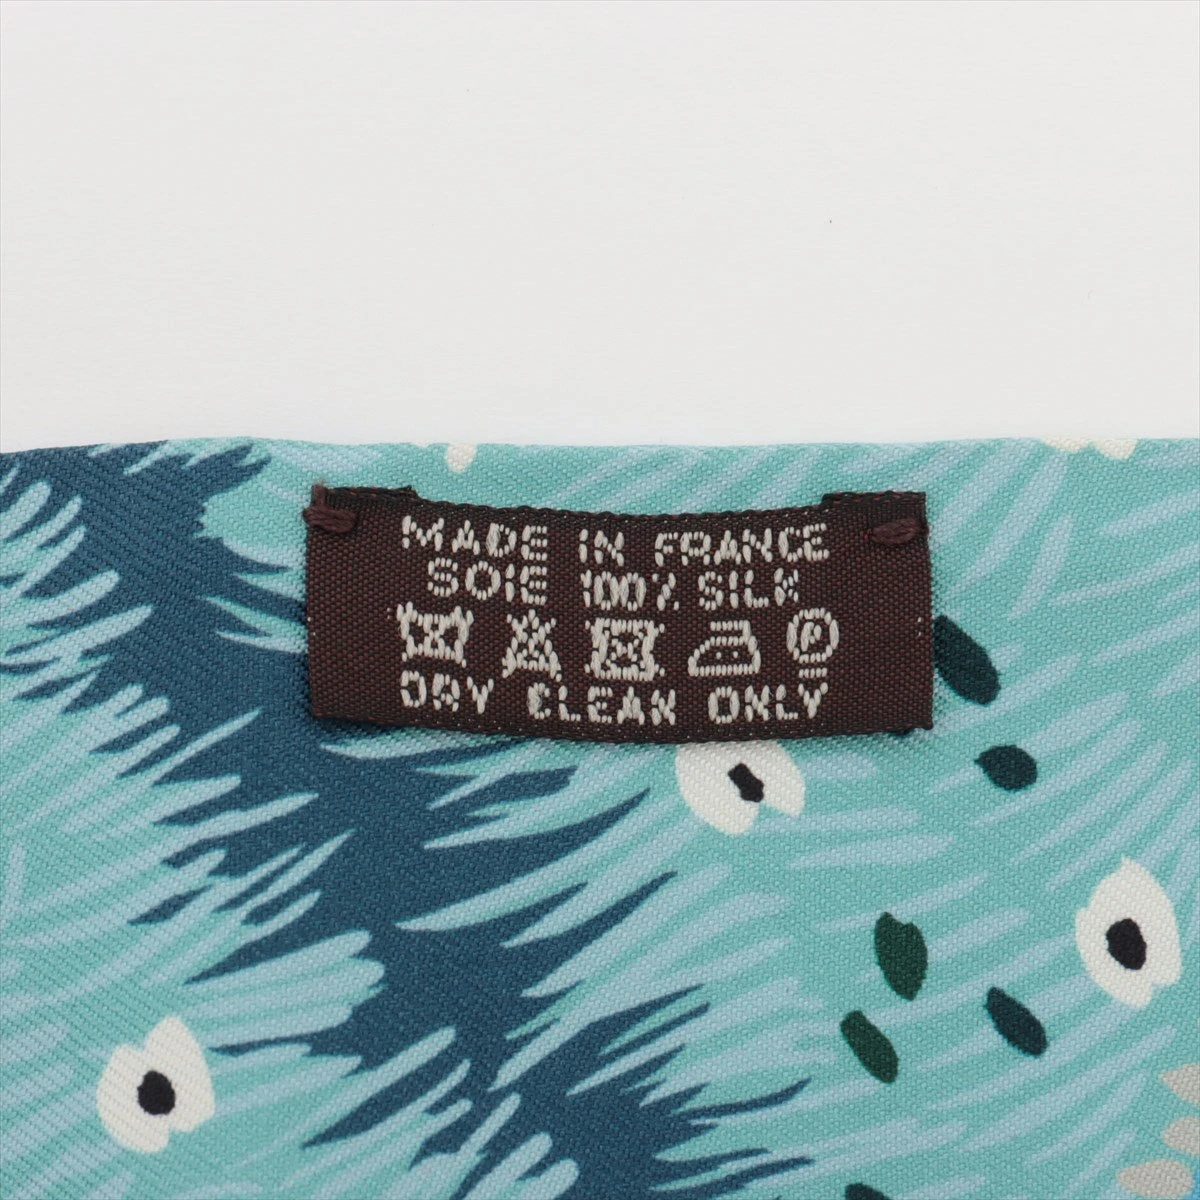 MADE IN FRANCE
SOIE 100% SILK
P
DRY CLEAN ONLY